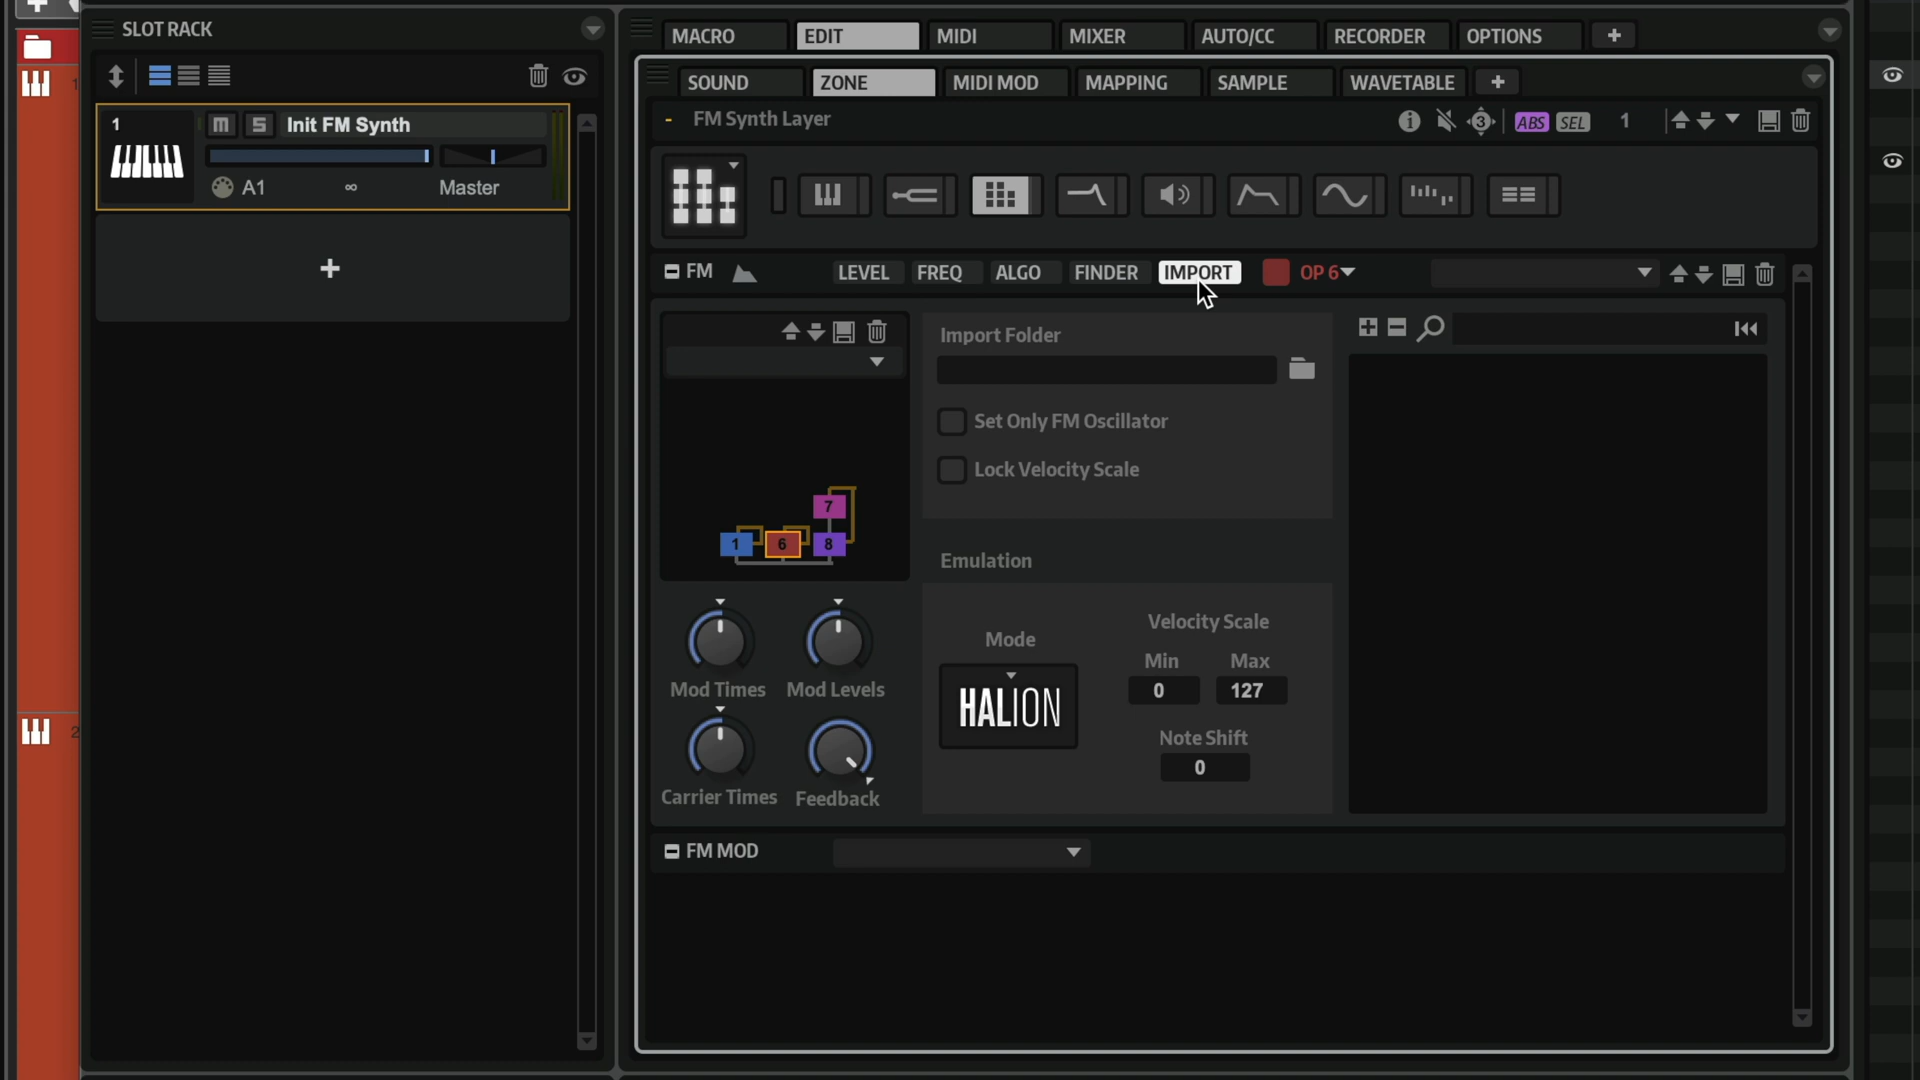 SLOT RACK
1
m S Init FM Synth
A1 ∞ Master
+
1
2
MACRO EDIT MIDI MIXER AUTO/CC RECORDER OPTIONS +
SOUND ZONE MIDI MOD MAPPING SAMPLE WAVETABLE +
- FM Synth Layer
3 ABS SEL 1
FM LEVEL FREQ ALGO FINDER IMPORT OP 6
Import Folder
Set Only FM Oscillator
Lock Velocity Scale
7
1 6 8
Emulation
Mode
HALION
Velocity Scale
Min Max
0 127
Note Shift
0
Mod Times Mod Levels
Carrier Times Feedback
FM MOD